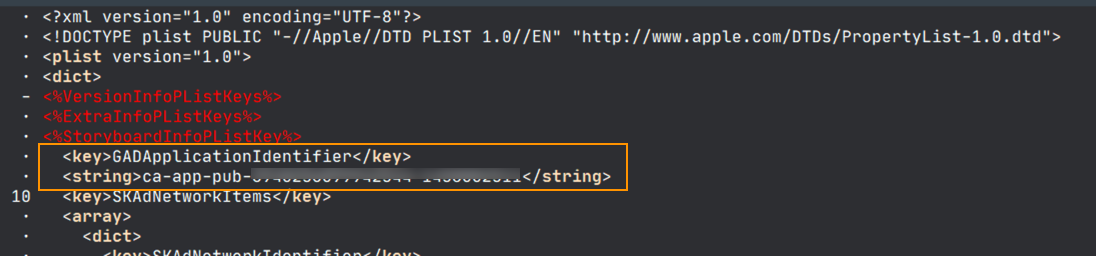 <?xml version="1.0" encoding="UTF-8"?>
<!DOCTYPE plist PUBLIC "-//Apple//DTD PLIST 1.0//EN" "http://www.apple.com/DTDs/PropertyList-1.0.dtd">
<plist version="1.0">
<dict>
<%VersionInfoPListKeys%>
<%ExtraInfoPListKeys%>
<%StoryboardInfoPListKey%>
<key>GADApplicationIdentifier</key>
<string>ca-app-pub-</string>
10 <key>SKAdNetworkItems</key>
<array>
<dict>
<key>SKAdNetworkIdentifier</key>